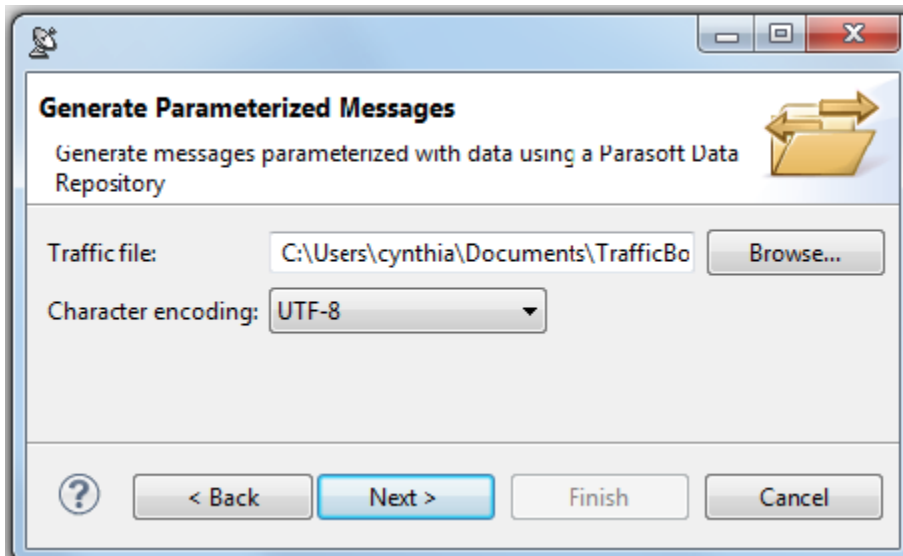 Generate Parameterized Messages
Generate messages parameterized with data using a Parasoft Data
Repository
Traffic file: C:\Users\cynthia\Documents\TrafficBo Browse...
Character encoding: UTF-8
? < Back Next > Finish Cancel